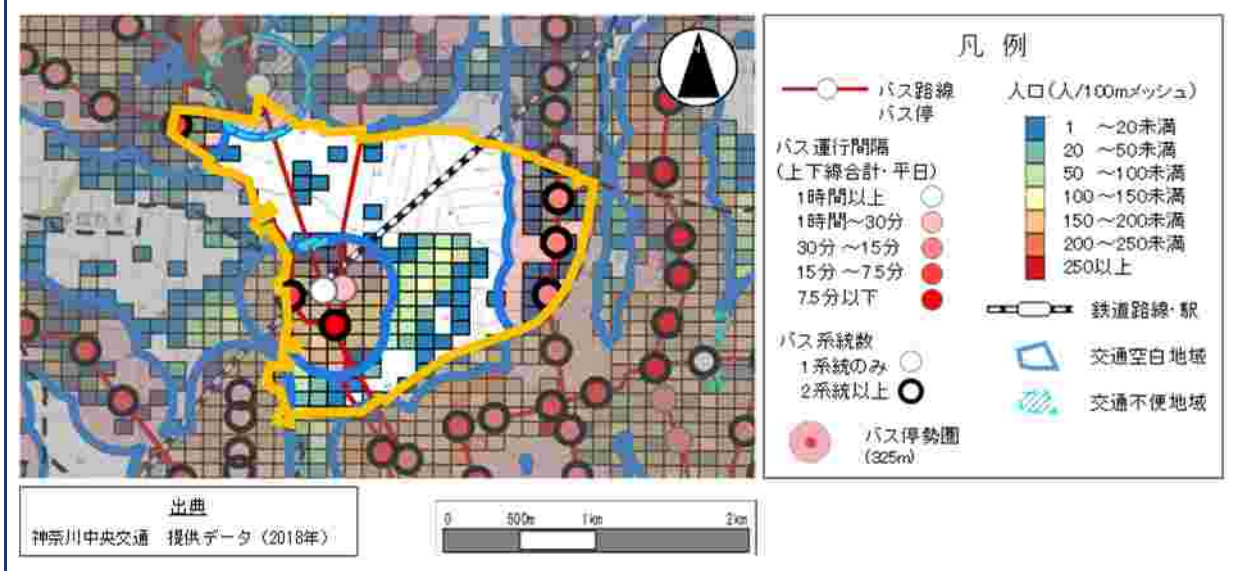 凡 例
バス路線
バス停
バス運行間隔
(上下線合計・平日)
1時間以上
1時間～30分
30分～15分
15分～7.5分
7.5分以下
バス系統数
1系統のみ
2系統以上
バス停勢圏
(325m)
人口(人/100mメッシュ)
1 ～20未満
20 ～50未満
50 ～100未満
100～150未満
150～200未満
200～250未満
250以上
鉄道路線・駅
交通空白地域
交通不便地域
出典
神奈川中央交通 提供データ(2018年)
0 500m 1km 2km